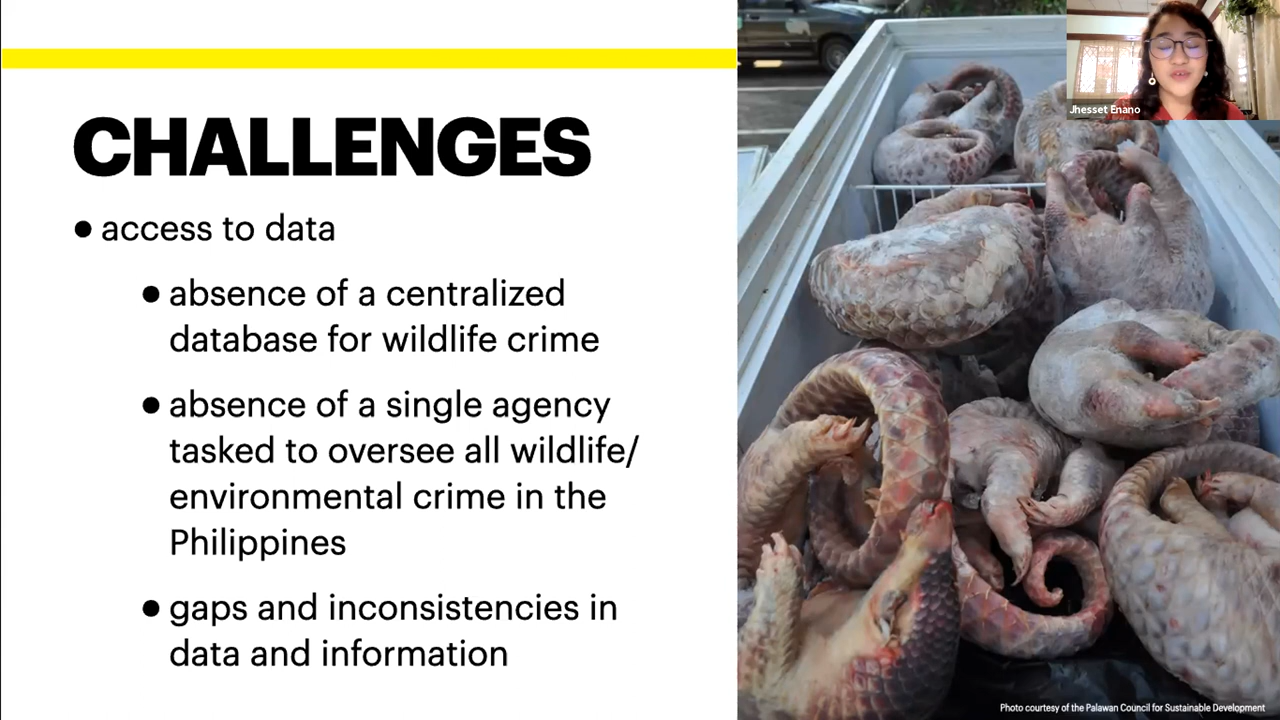 CHALLENGES
● access to data
● absence of a centralized
database for wildlife crime
● absence of a single agency
tasked to oversee all wildlife/
environmental crime in the
Philippines
● gaps and inconsistencies in
data and information
Jhesset Enano
Photo courtesy of the Palawan Council for Sustainable Development